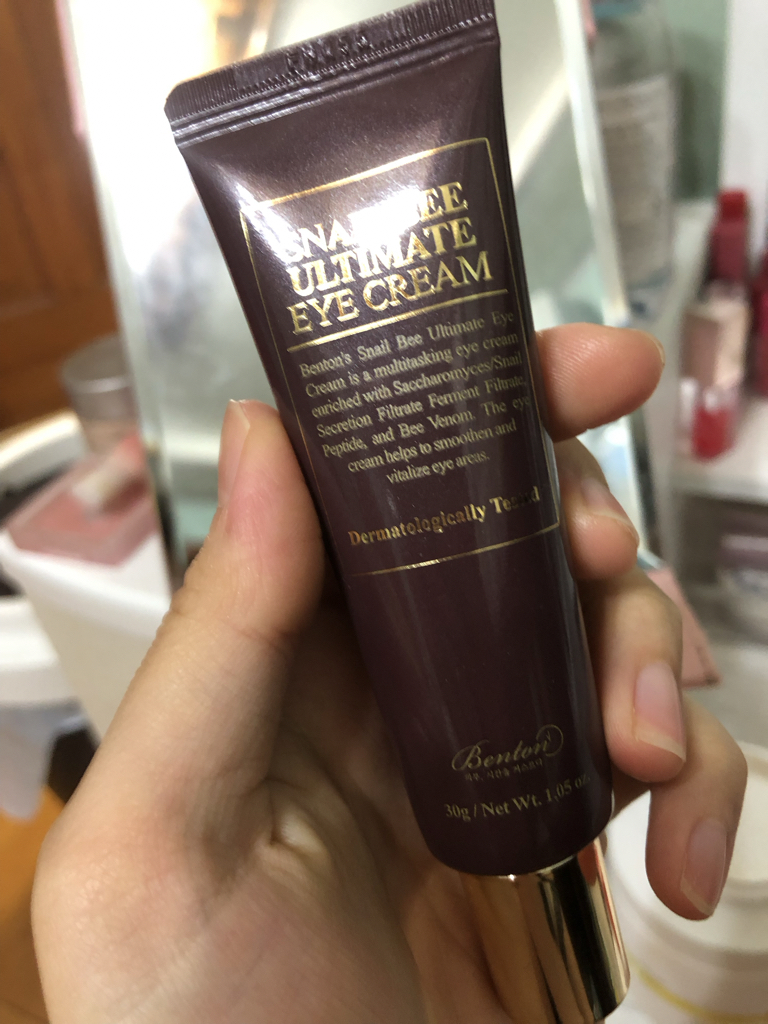 SNAIL BEE
ULTIMATE
EYE CREAM
Benton's Snail Bee Ultimate Eye
Cream is a multitasking eye cream
enriched with Saccharomyces/Snail
Secretion Filtrate Ferment Filtrate,
Peptide, and Bee Venom. The eye
cream helps to smoothen and
vitalize eye areas.
Dermatologically Tested
Benton
30g / Net Wt. 1.05 oz.